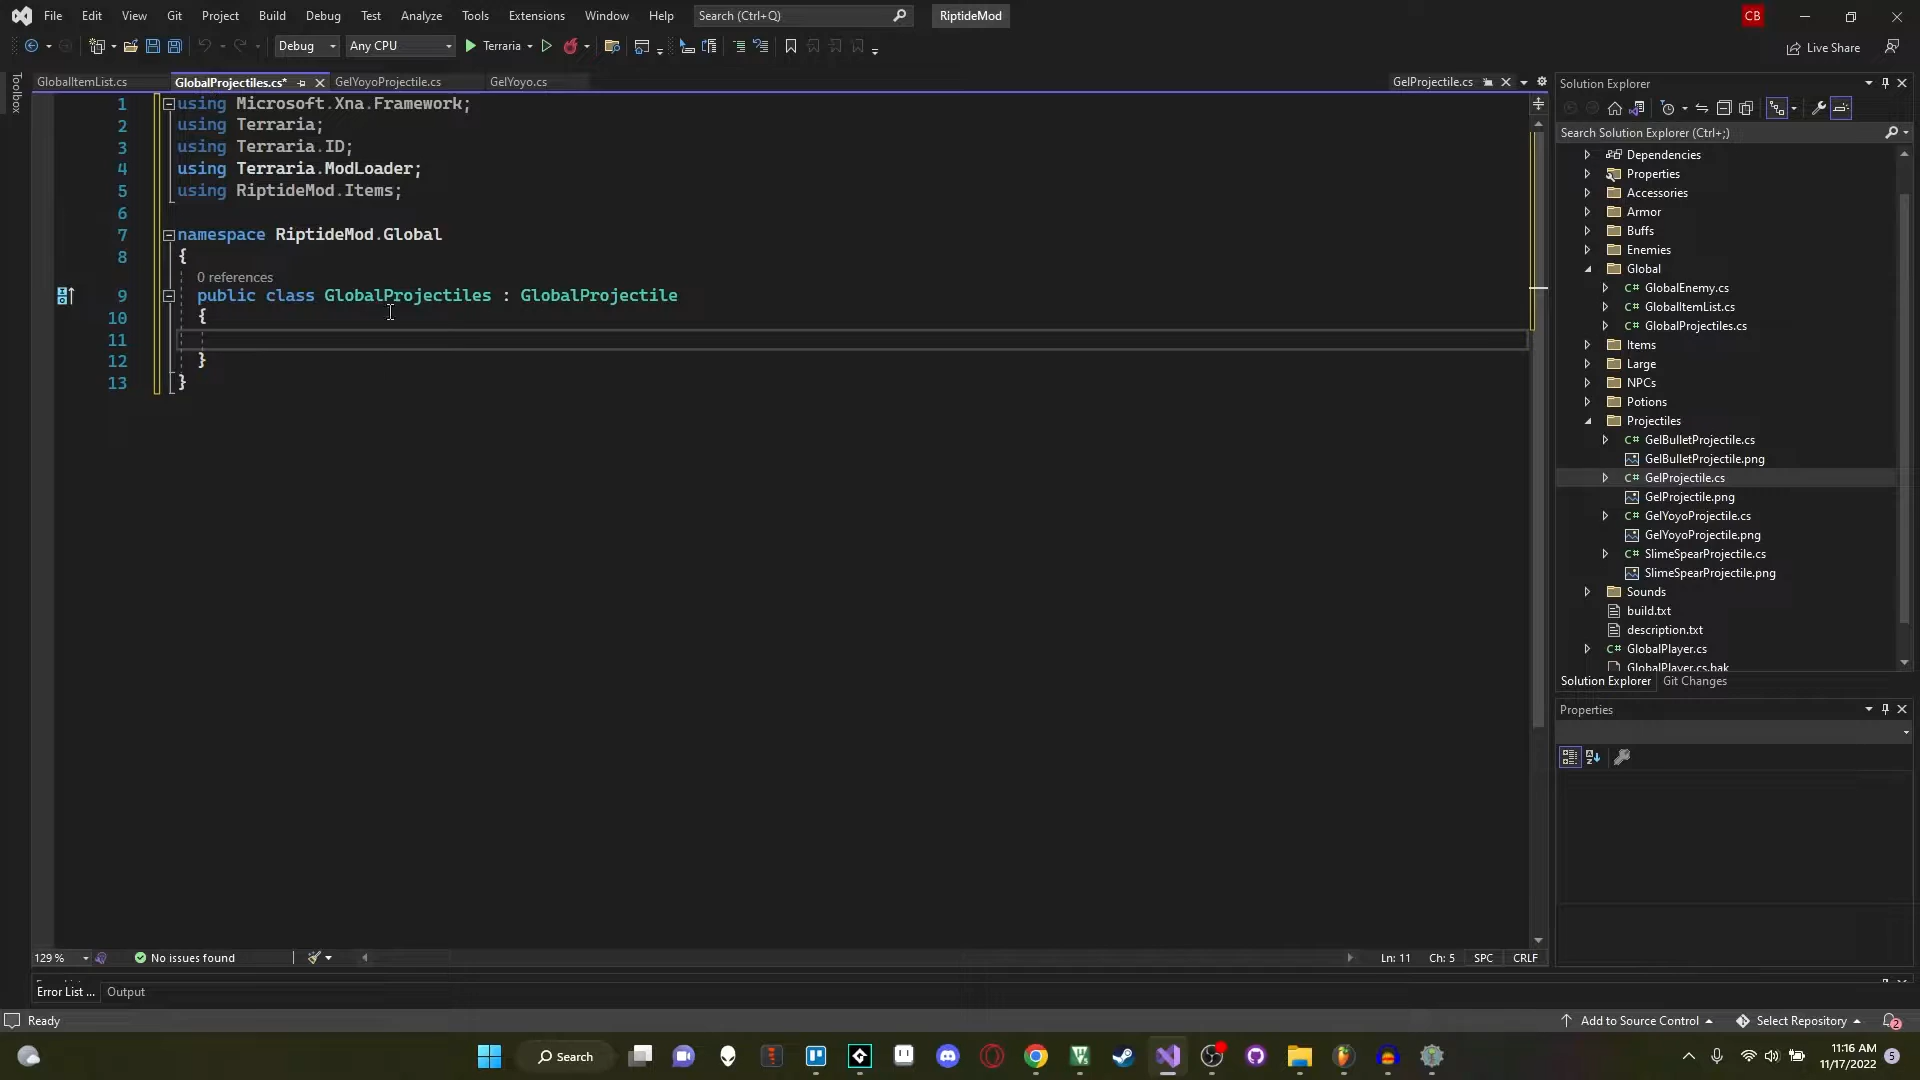 File Edit View Git Project Build Debug Test Analyze Tools Extensions Window Help Search (Ctrl+Q) RiptideMod CB
Debug Any CPU Terraria Live Share
Toolbox
GlobalItemList.cs GlobalProjectiles.cs* GelYoyoProjectile.cs GelYoyo.cs GelProjectile.cs
1 using Microsoft.Xna.Framework;
2 using Terraria;
3 using Terraria.ID;
4 using Terraria.ModLoader;
5 using RiptideMod.Items;
6
7 namespace RiptideMod.Global
8 {
0 references
9 public class GlobalProjectiles : GlobalProjectile
10 {
11
12 }
13 }
Solution Explorer
Search Solution Explorer (Ctrl+;)
Dependencies
Properties
Accessories
Armor
Buffs
Enemies
Global
C# GlobalEnemy.cs
C# GlobalItemList.cs
C# GlobalProjectiles.cs
Items
Large
NPCs
Potions
Projectiles
C# GelBulletProjectile.cs
GelBulletProjectile.png
C# GelProjectile.cs
GelProjectile.png
C# GelYoyoProjectile.cs
GelYoyoProjectile.png
C# SlimeSpearProjectile.cs
SlimeSpearProjectile.png
Sounds
build.txt
description.txt
C# GlobalPlayer.cs
GlobalPlayer.cs.bak
Solution Explorer Git Changes
Properties
129 % No issues found Ln: 11 Ch: 5 SPC CRLF
Error List ... Output
Ready Add to Source Control Select Repository 2
Search 11:16 AM
11/17/2022 5